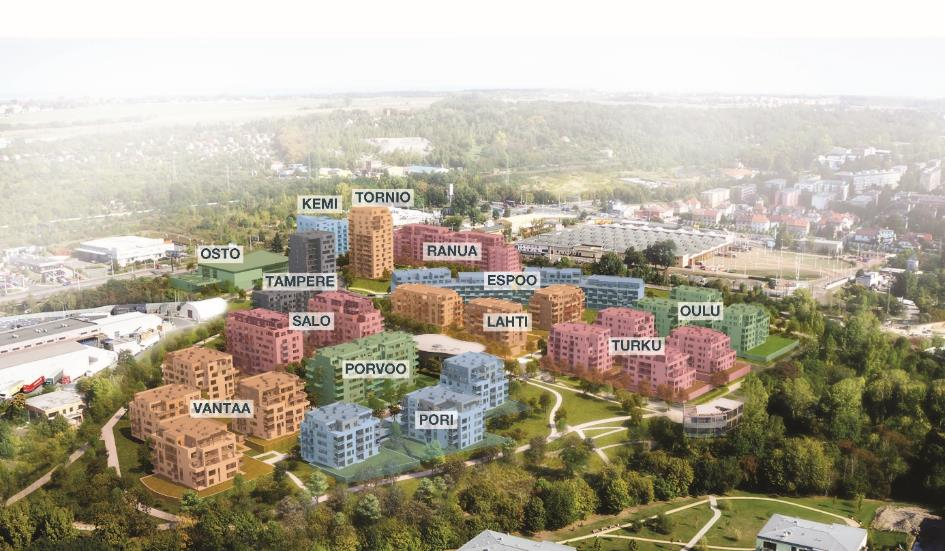 KEMI
TORNIO
OSTO
RANUA
TAMPERE
ESPOO
SALO
LAHTI
OULU
TURKU
PORVOO
VANTAA
PORI